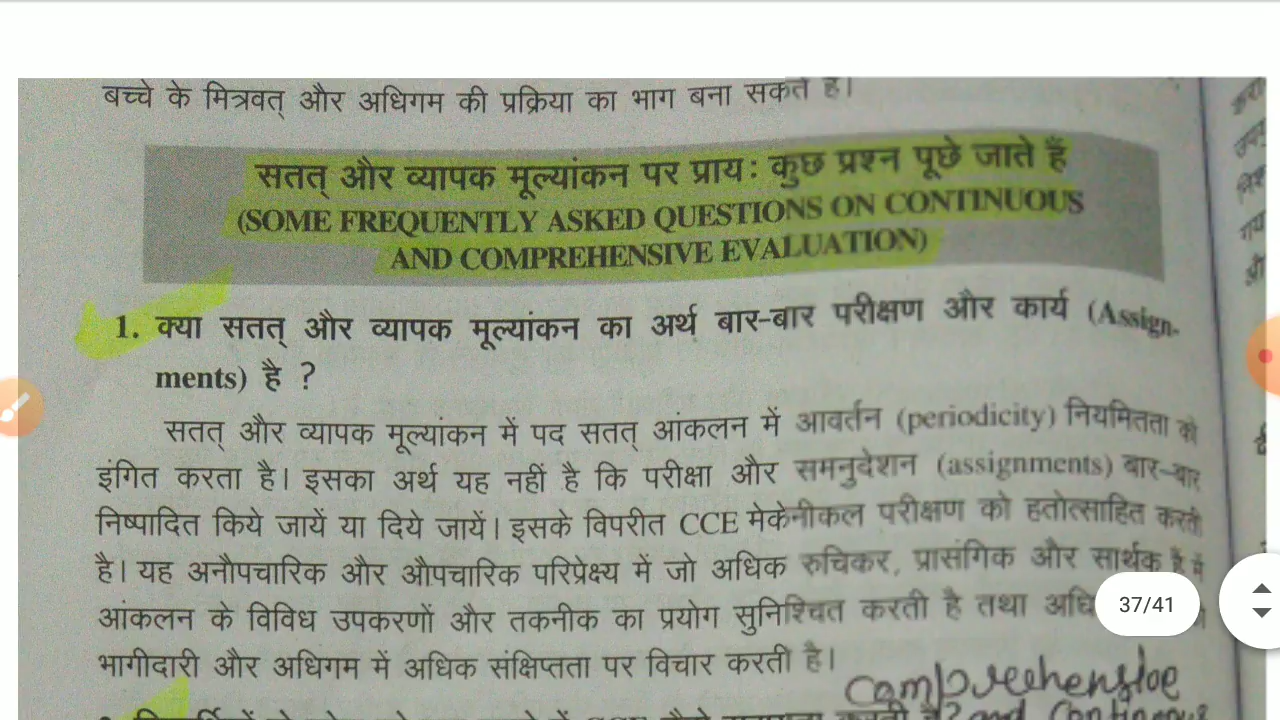 बच्चे के मित्रवत् और अधिगम की प्रक्रिया का भाग बना सकते हैं।
सतत् और व्यापक मूल्यांकन पर प्रायः कुछ प्रश्न पूछे जाते हैं
(SOME FREQUENTLY ASKED QUESTIONS ON CONTINUOUS
AND COMPREHENSIVE EVALUATION)
1. क्या सतत् और व्यापक मूल्यांकन का अर्थ बार-बार परीक्षण और कार्य (Assign-
ments) है ?
सतत् और व्यापक मूल्यांकन में पद सतत् आंकलन में आवर्तन (periodicity) नियमितता को
इंगित करता है। इसका अर्थ यह नहीं है कि परीक्षा और समनुदेशन (assignments) बार-बार
निष्पादित किये जायें या दिये जायें। इसके विपरीत CCE मेकेनीकल परीक्षण को हतोत्साहित करती
है। यह अनौपचारिक और औपचारिक परिप्रेक्ष्य में जो अधिक रुचिकर, प्रासंगिक और सार्थक है में
आंकलन के विविध उपकरणों और तकनीक का प्रयोग सुनिश्चित करती है तथा
37/41
भागीदारी और अधिगम में अधिक संक्षिप्तता पर विचार करती है।
and Continuous